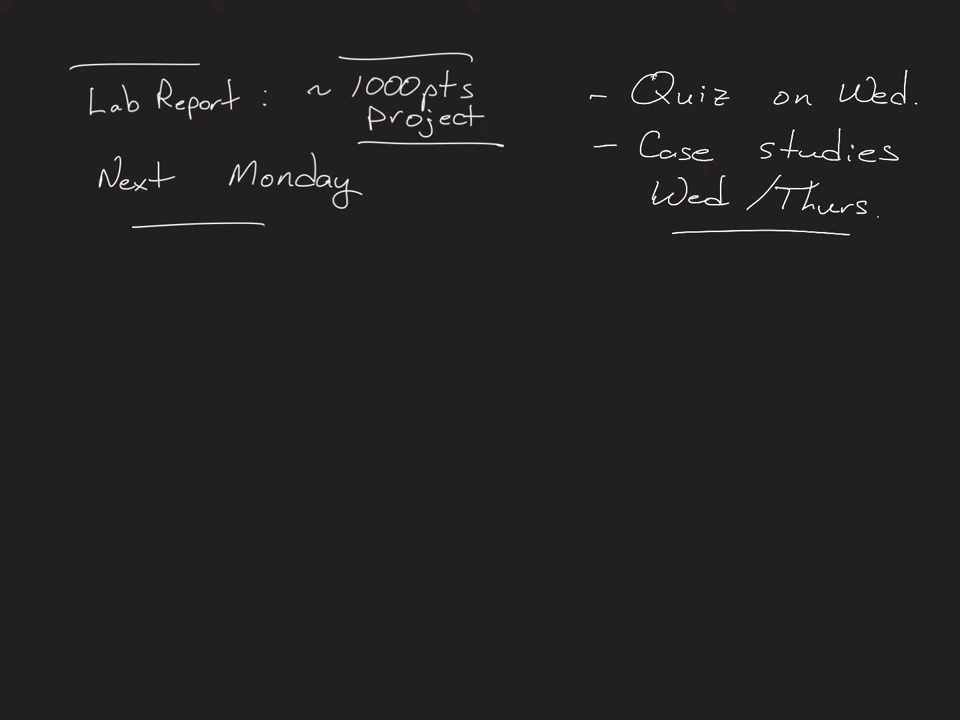 Lab Report : ~ 1000pts
Project
Next Monday
- Quiz on Wed.
- Case studies
Wed /Thurs.